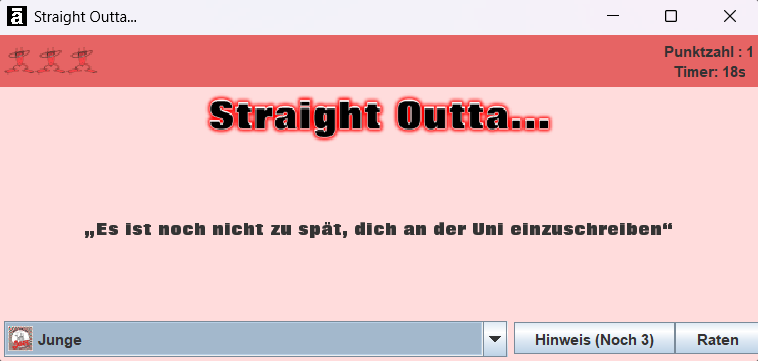 ā Straight Outta...
Punktzahl : 1
Timer: 18s
Straight Outta...
„Es ist noch nicht zu spät, dich an der Uni einzuschreiben“
Junge
Hinweis (Noch 3)
Raten